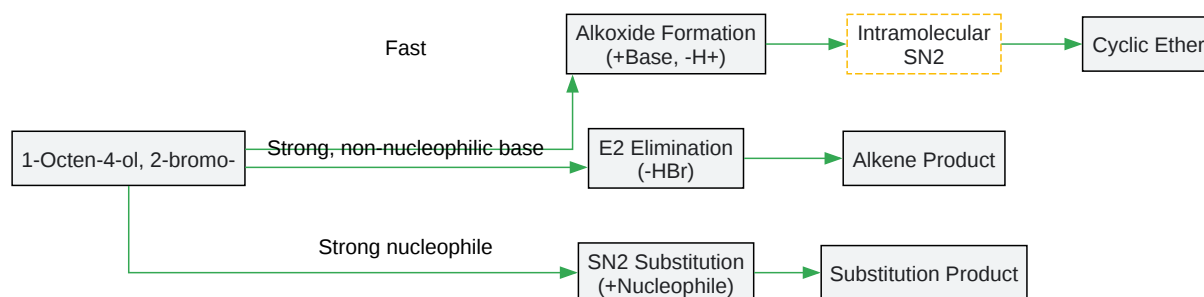 Fast
Alkoxide Formation
(+Base, -H+)
Intramolecular
SN2
Cyclic Ether
1-Octen-4-ol, 2-bromo-
Strong, non-nucleophilic base
E2 Elimination
(-HBr)
Alkene Product
Strong nucleophile
SN2 Substitution
(+Nucleophile)
Substitution Product